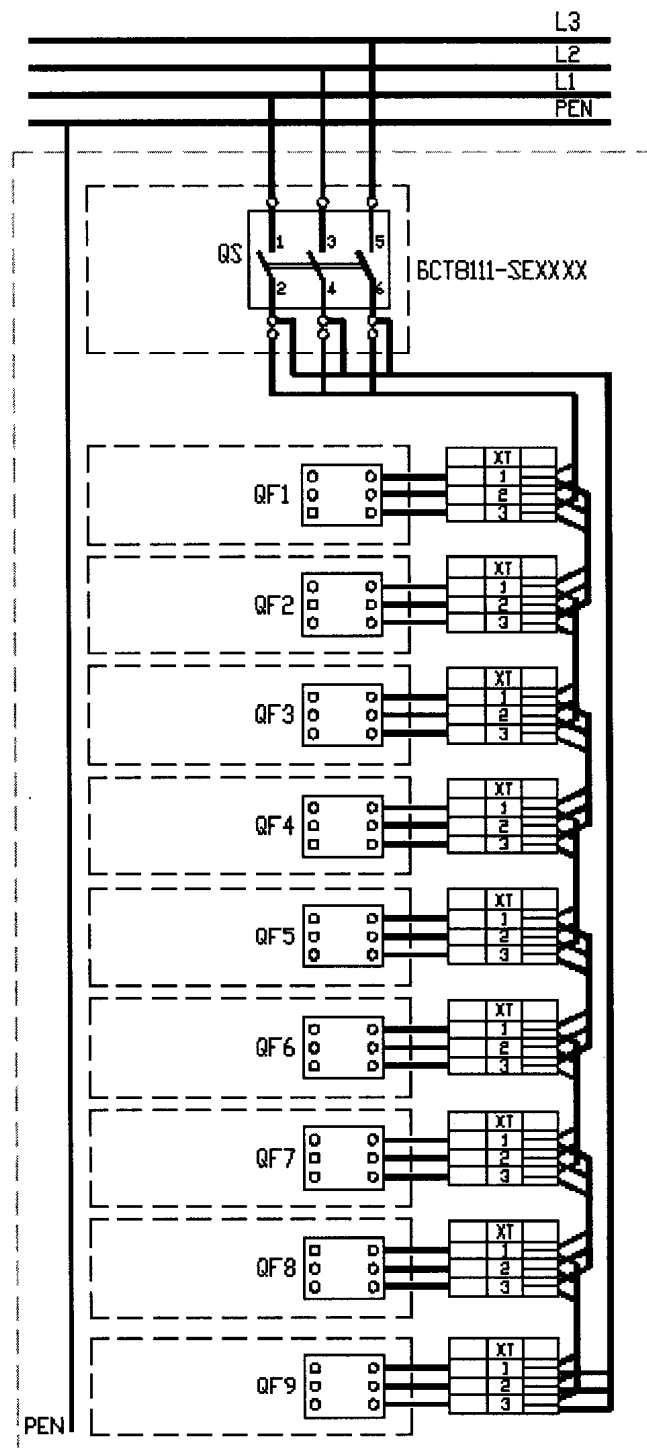 L3
L2
L1
PEN
QS
1 3 5
2 4 6
БСТ8111-SEXXXX
QF1
XT
1
2
3
QF2
XT
1
2
3
QF3
XT
1
2
3
QF4
XT
1
2
3
QF5
XT
1
2
3
QF6
XT
1
2
3
QF7
XT
1
2
3
QF8
XT
1
2
3
QF9
XT
1
2
3
PEN